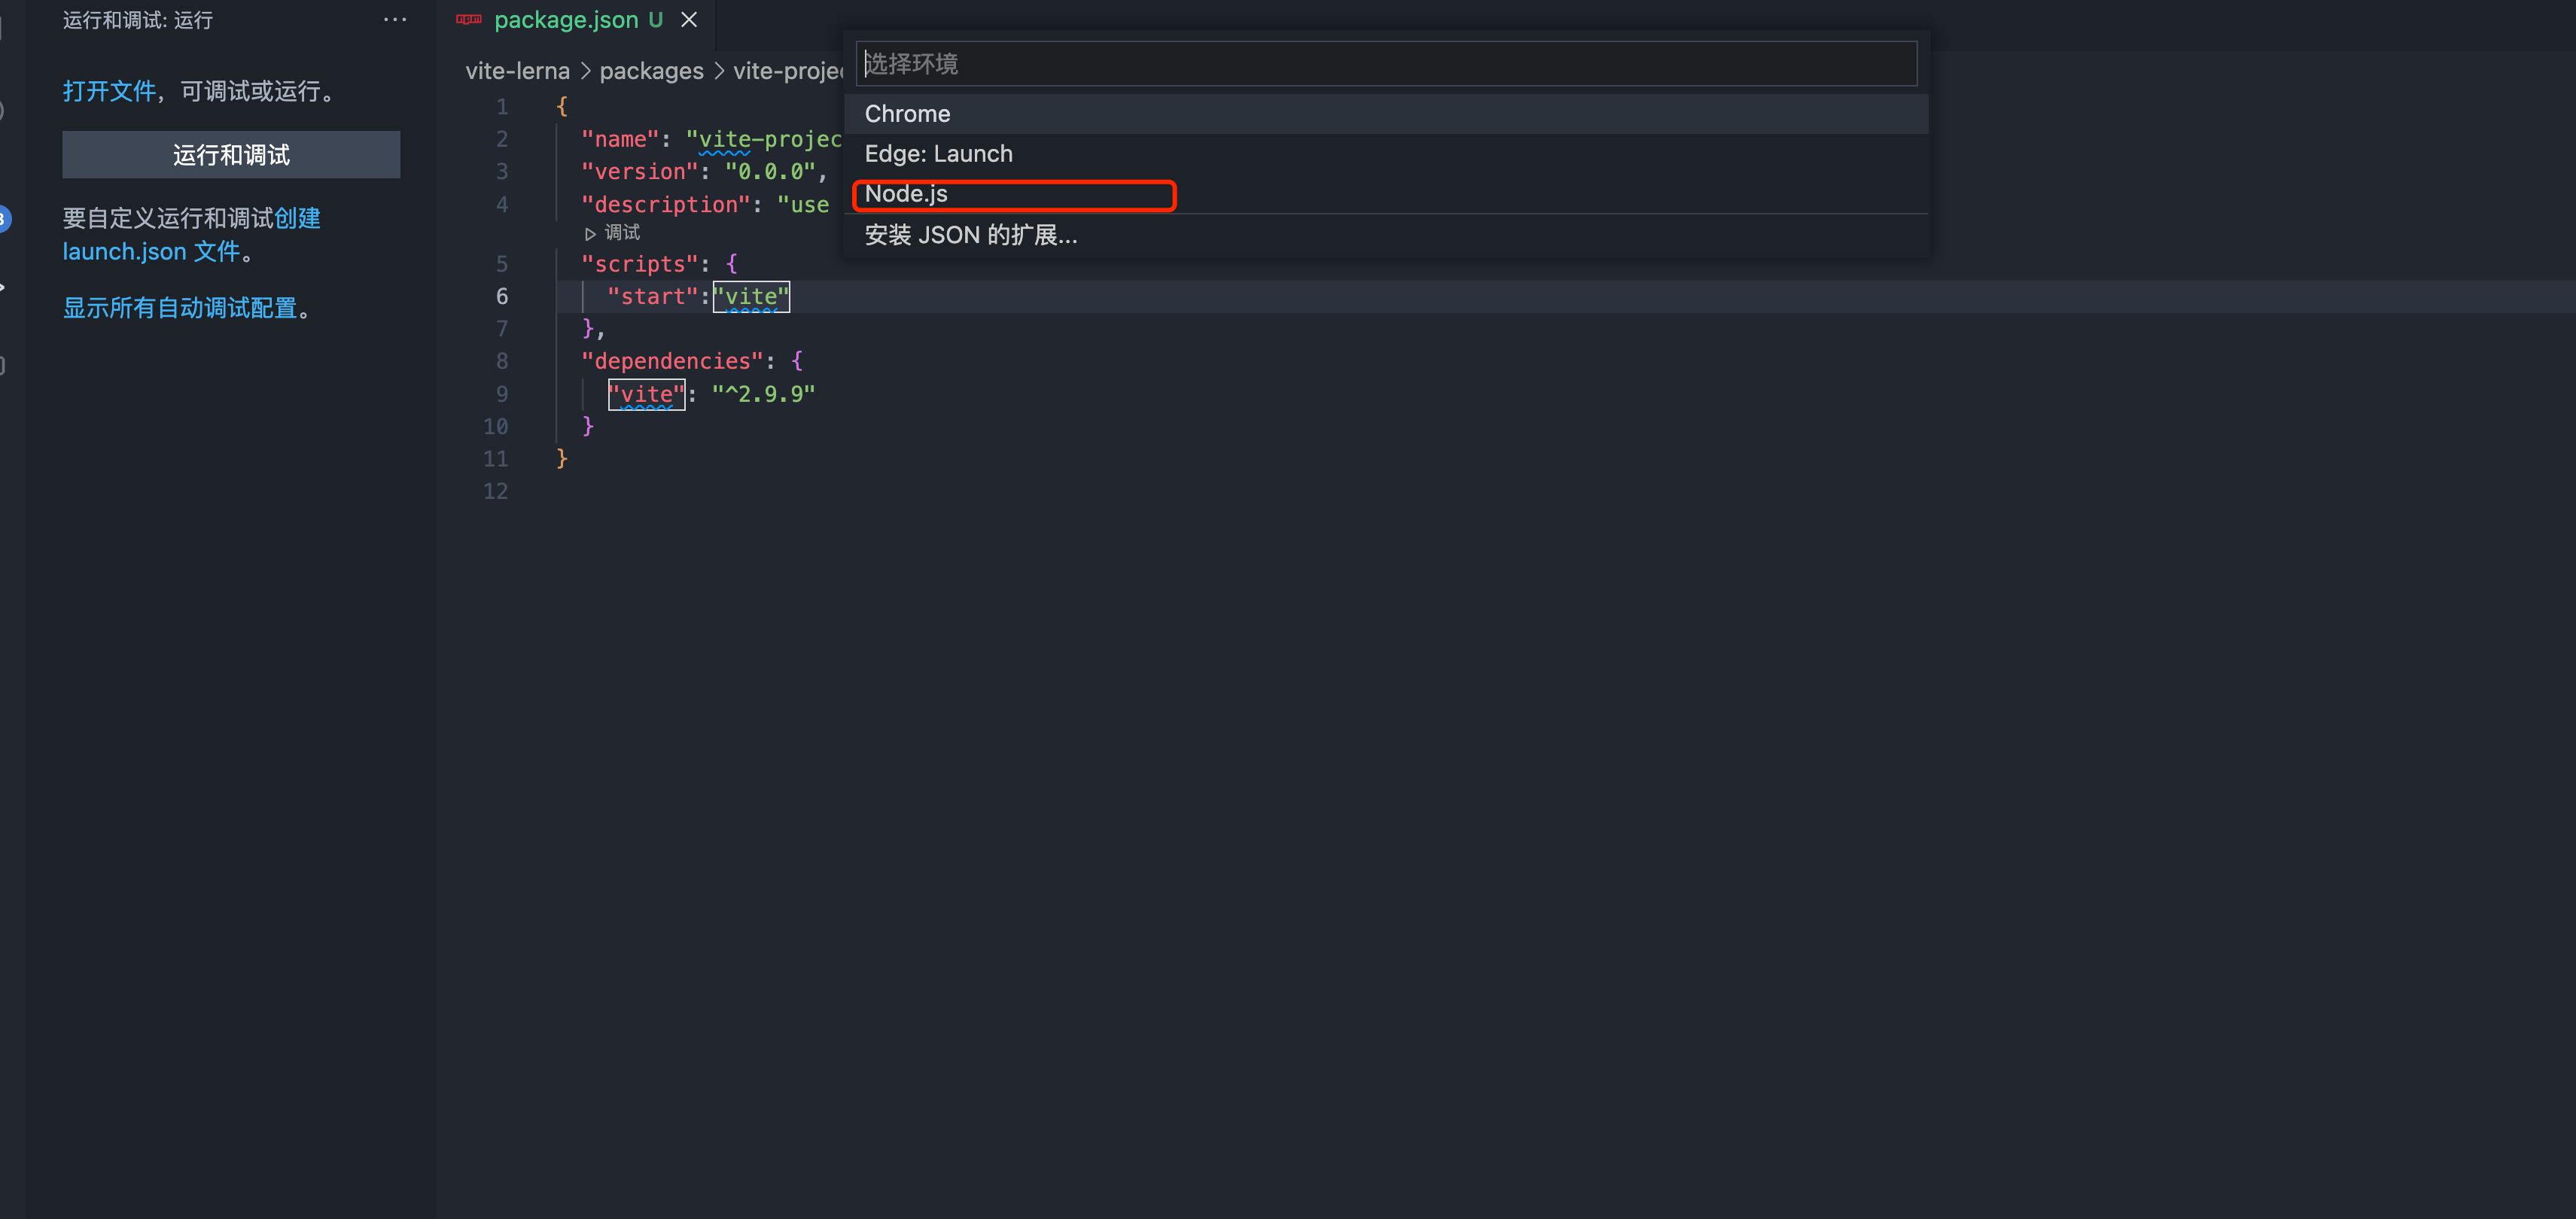 运行和调试: 运行
打开文件，可调试或运行。
运行和调试
要自定义运行和调试创建
launch.json 文件。
显示所有自动调试配置。
package.json U
vite-lerna > packages > vite-projec
选择环境
Chrome
Edge: Launch
Node.js
安装 JSON 的扩展...
1 {
2 "name": "vite-projec
3 "version": "0.0.0",
4 "description": "use
调试
5 "scripts": {
6 "start":"vite"
7 },
8 "dependencies": {
9 "vite": "^2.9.9"
10 }
11 }
12